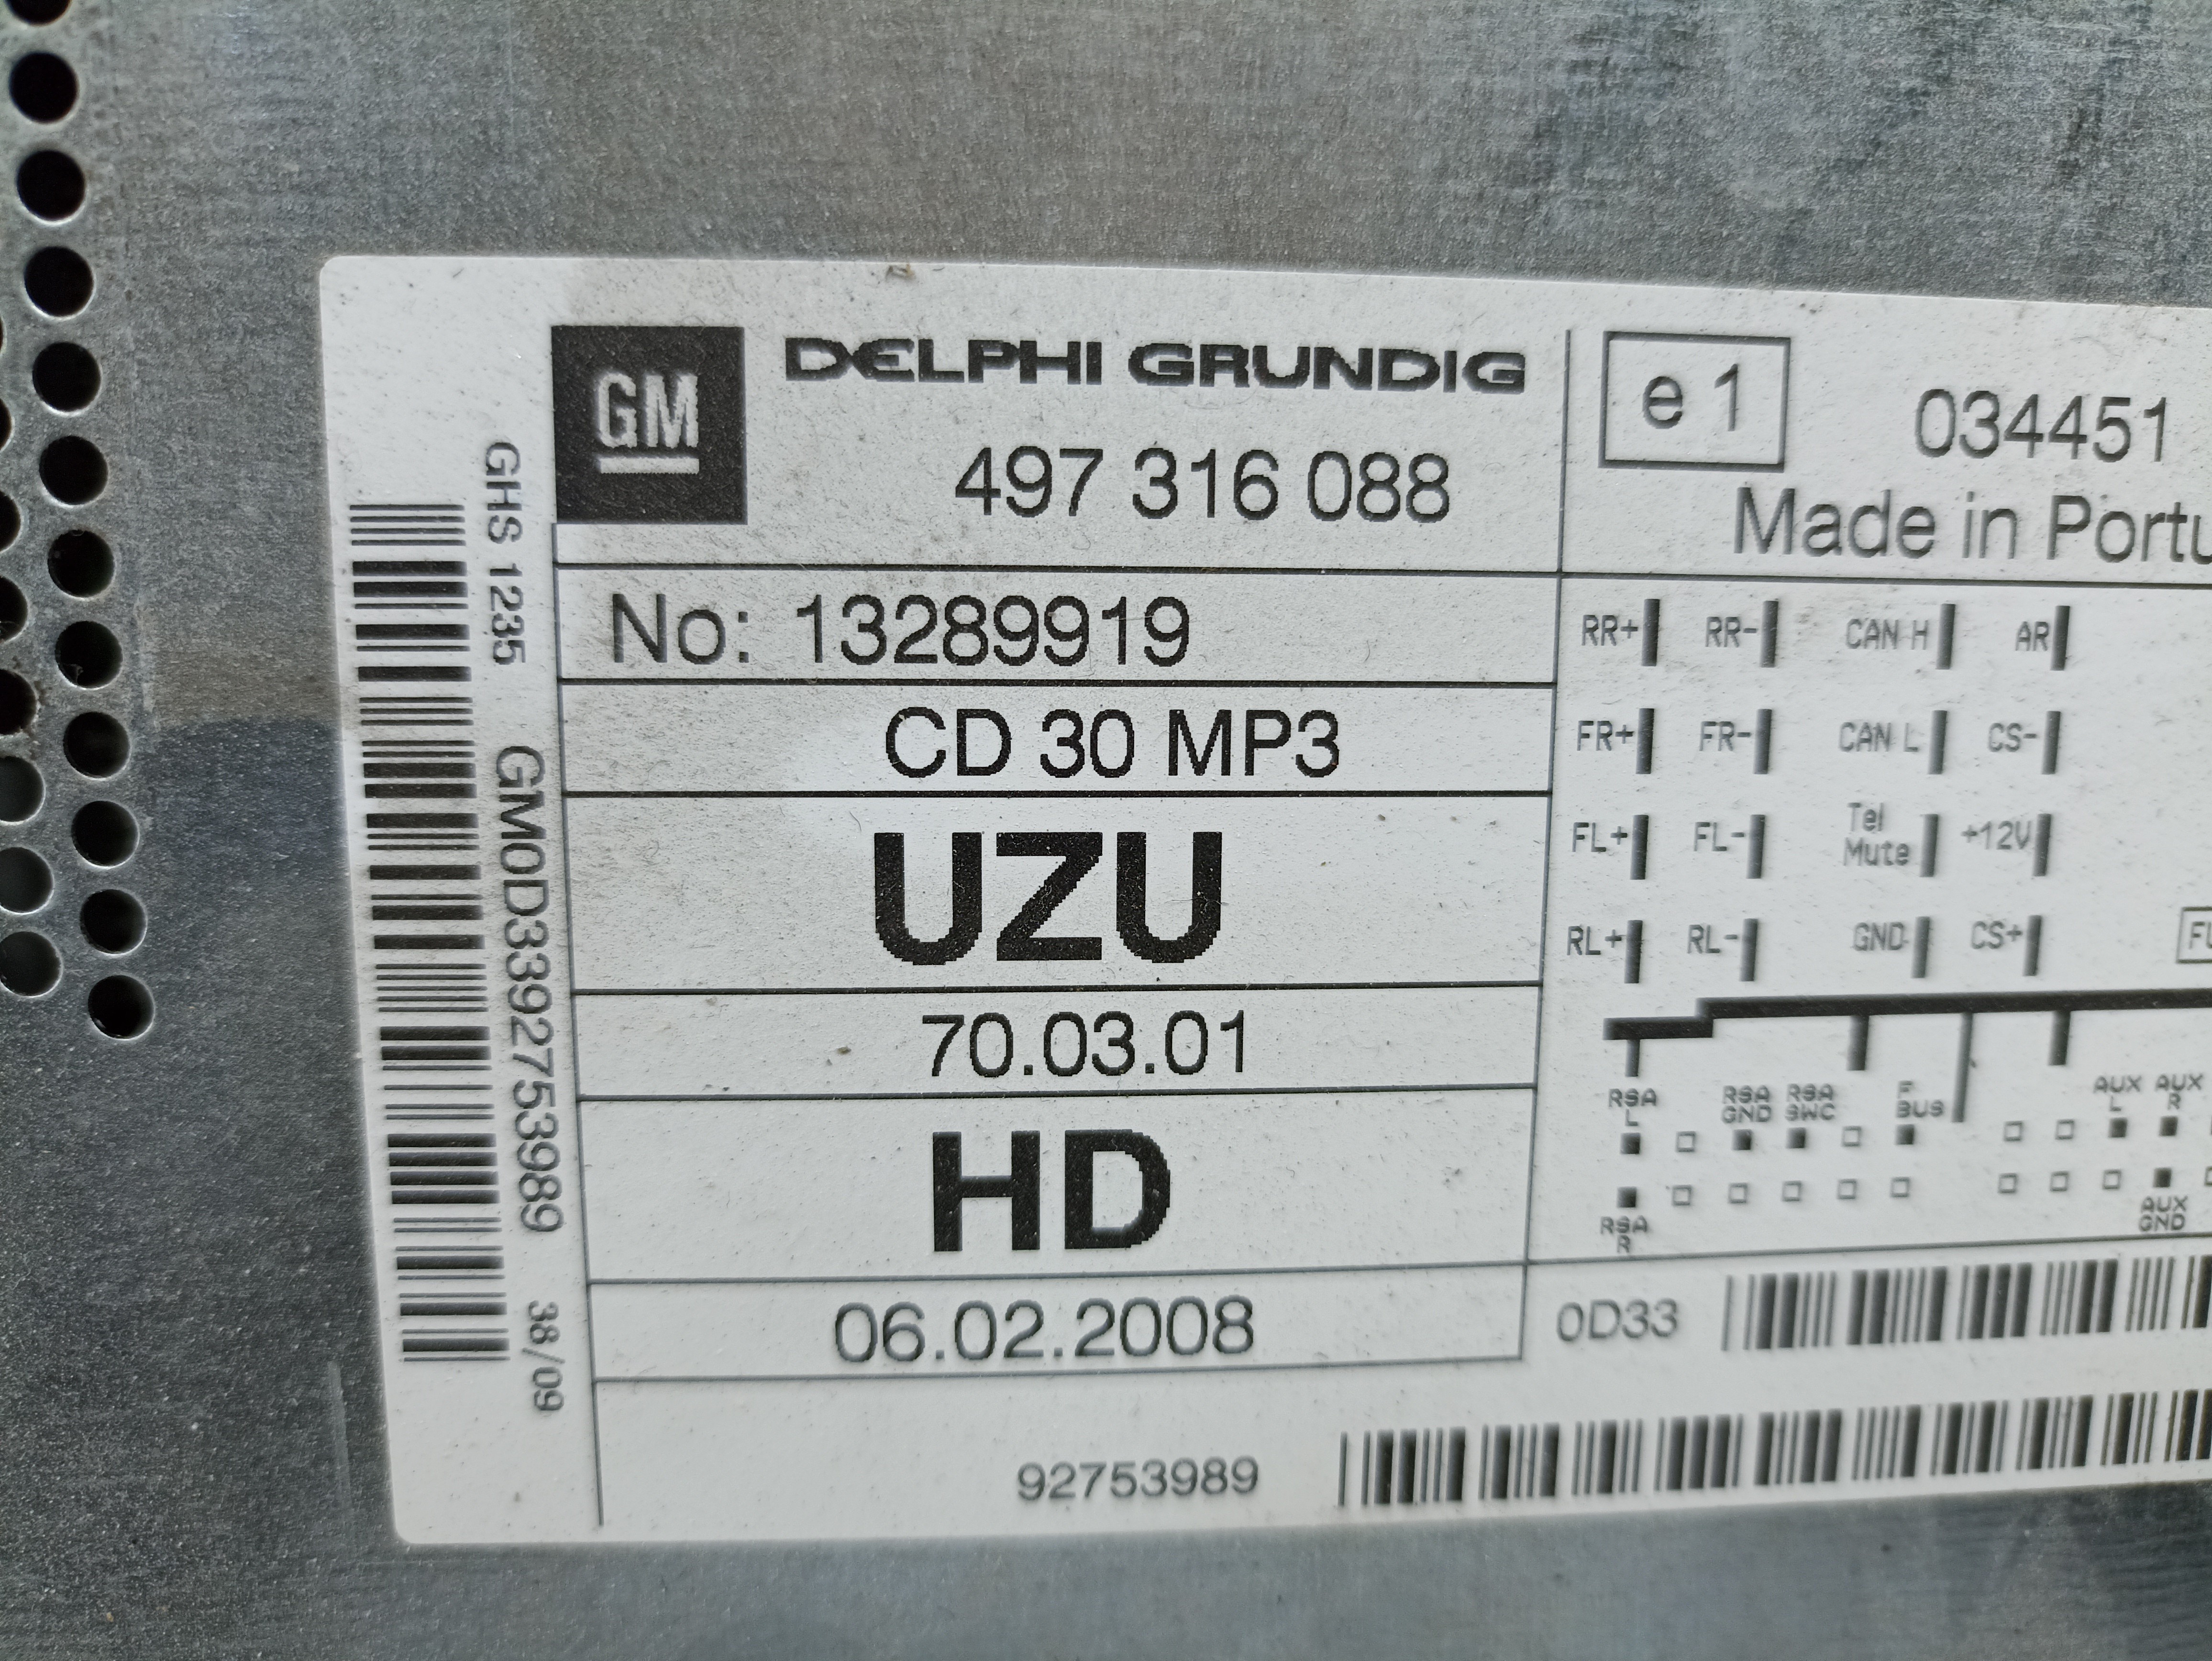 GM
DELPHI GRUNDIG
497 316 088
No: 13289919
CD 30 MP3
UZU
70.03.01
HD
06.02.2008
92753989
GHS 1235 GM0D3392753989 38/09
e1 034451
Made in Portu
RR+ RR- CAN H AR
FR+ FR- CAN L CS-
FL+ FL- Tel Mute +12V
RL+ RL- GND CS+
FU
RSA L RSA GND RSA SWC F BUS AUX L AUX R
RSA R AUX GND
0D33